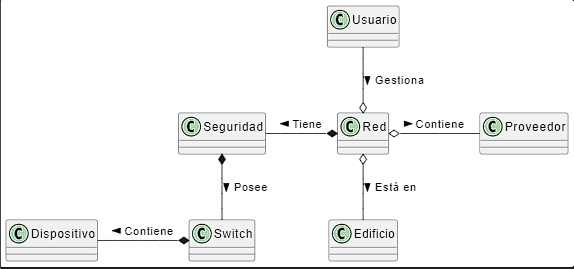 C Usuario
Gestiona
C Seguridad
Tiene
C Red
Contiene
C Proveedor
Posee
Está en
C Dispositivo
Contiene
C Switch
C Edificio